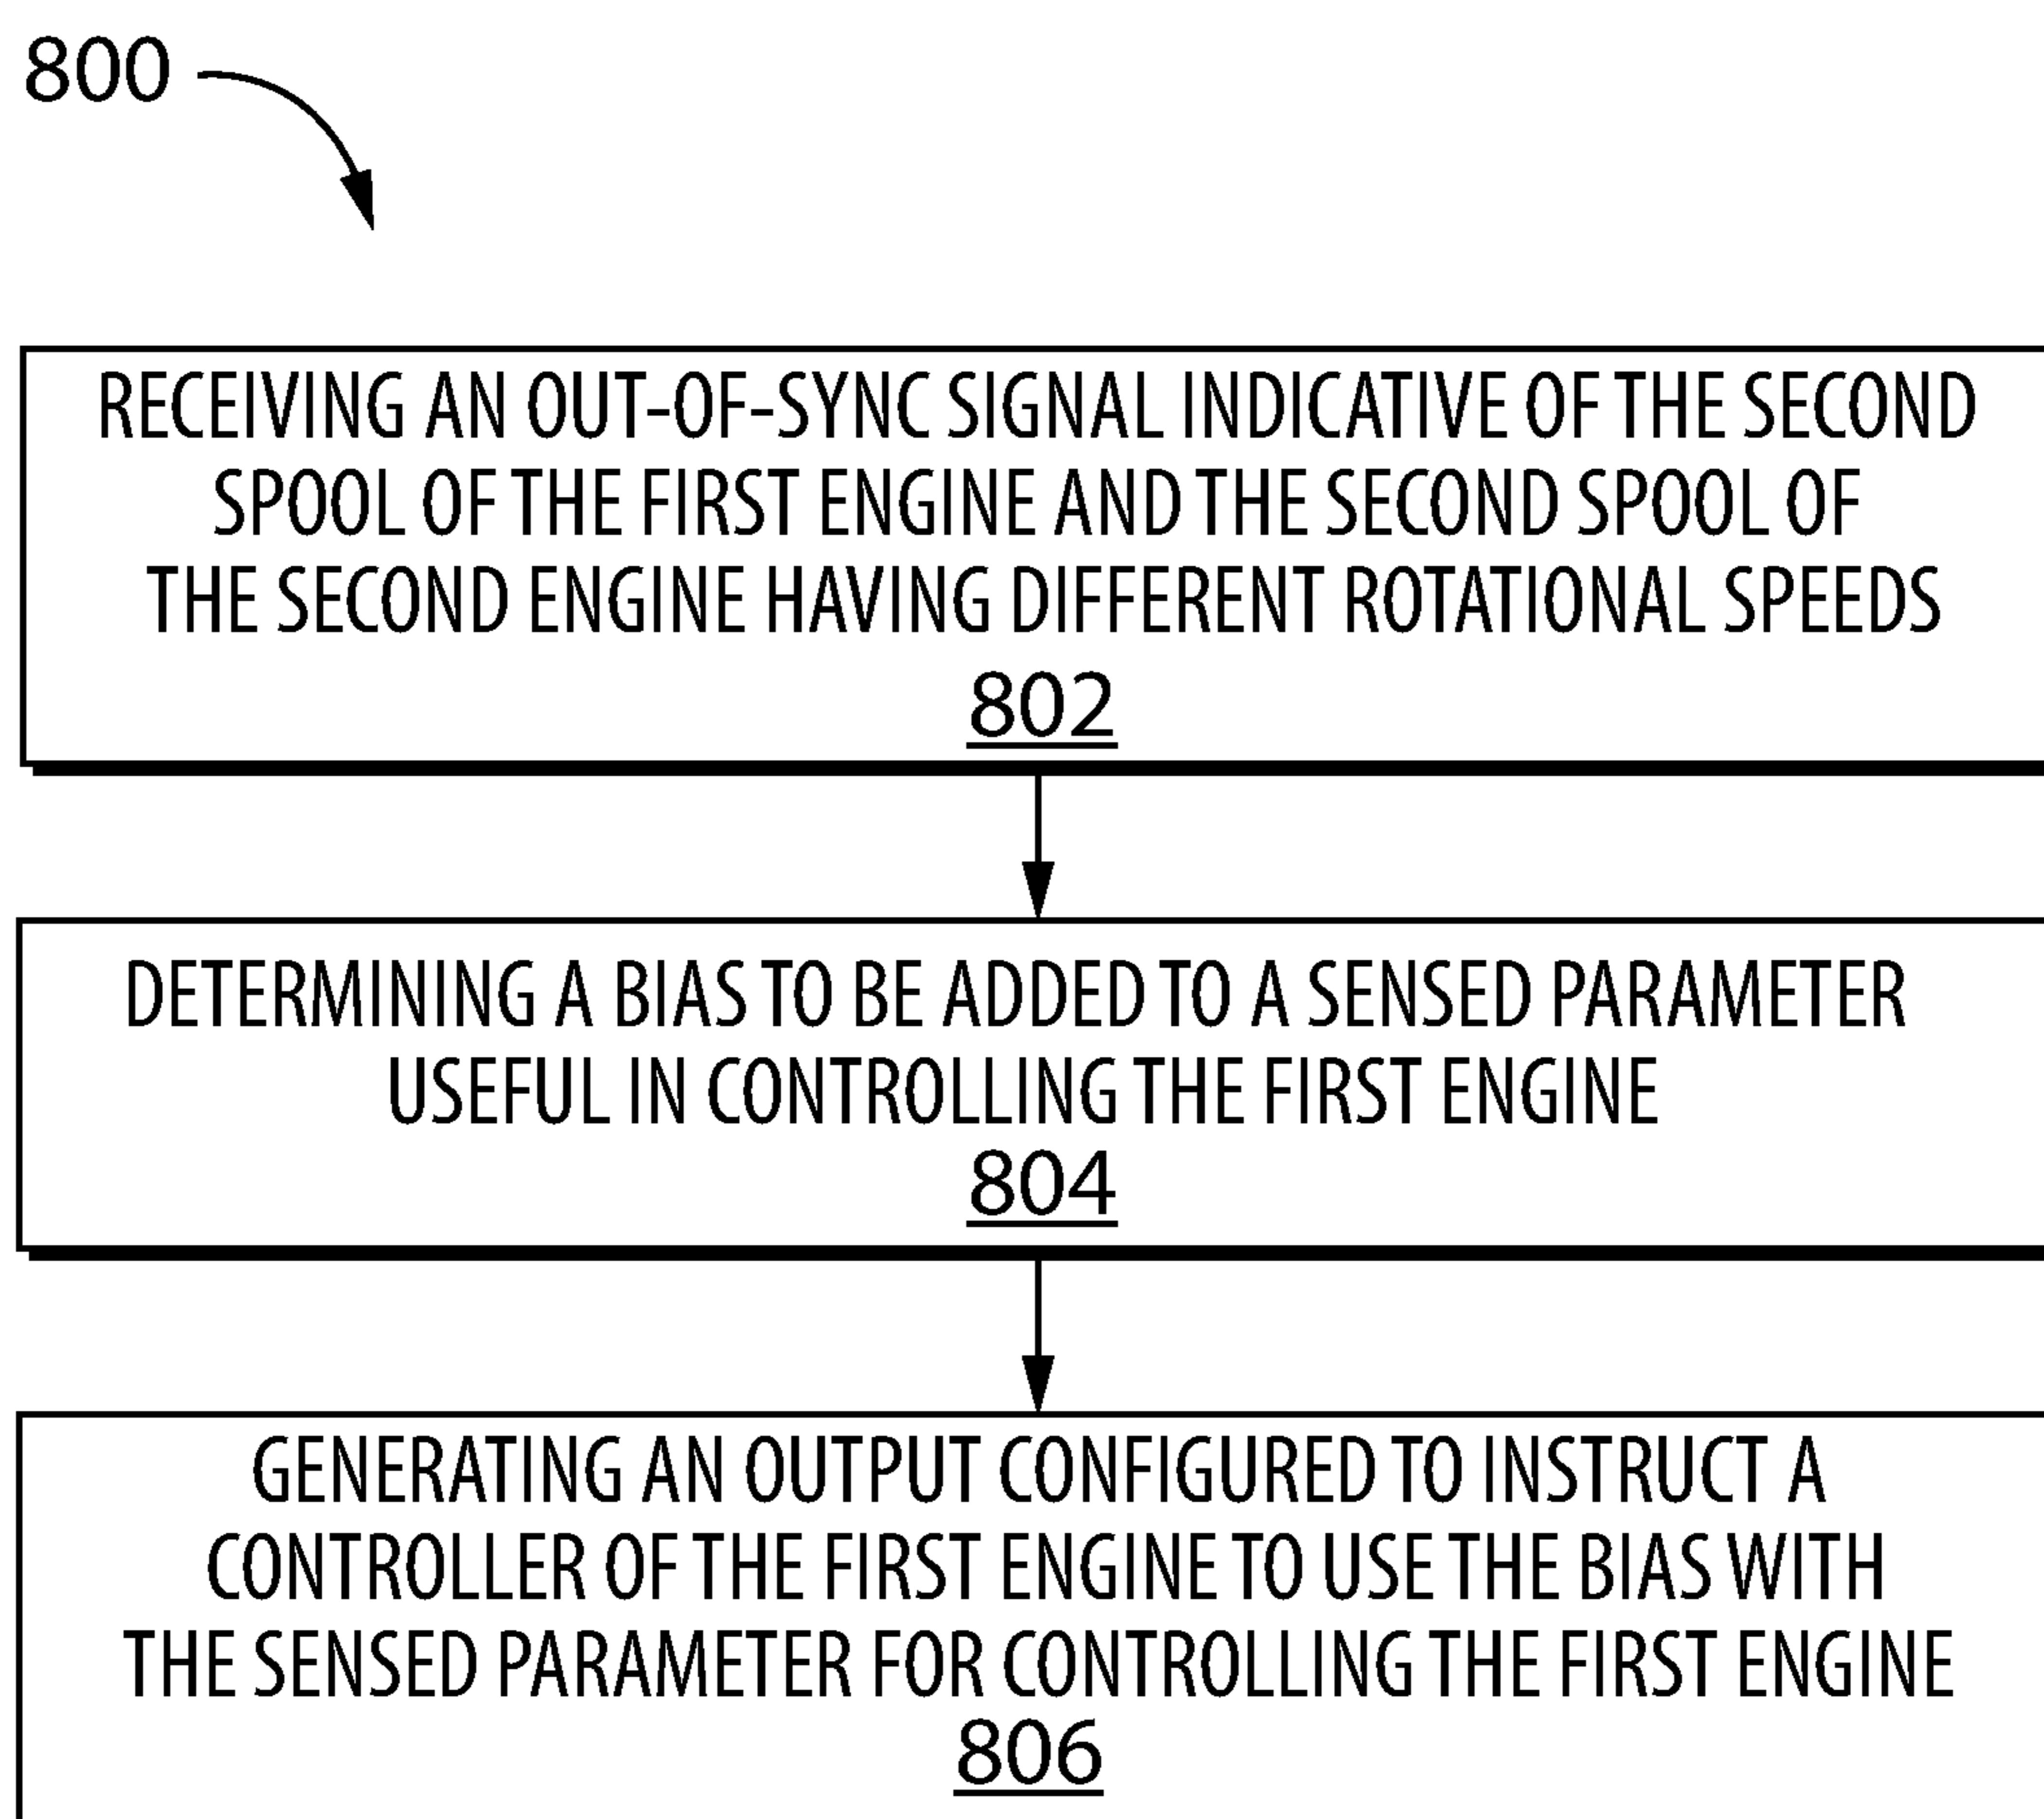 800
RECEIVING AN OUT-OF-SYNC SIGNAL INDICATIVE OF THE SECOND
SPOOL OF THE FIRST ENGINE AND THE SECOND SPOOL OF
THE SECOND ENGINE HAVING DIFFERENT ROTATIONAL SPEEDS
802
DETERMINING A BIAS TO BE ADDED TO A SENSED PARAMETER
USEFUL IN CONTROLLING THE FIRST ENGINE
804
GENERATING AN OUTPUT CONFIGURED TO INSTRUCT A
CONTROLLER OF THE FIRST ENGINE TO USE THE BIAS WITH
THE SENSED PARAMETER FOR CONTROLLING THE FIRST ENGINE
806